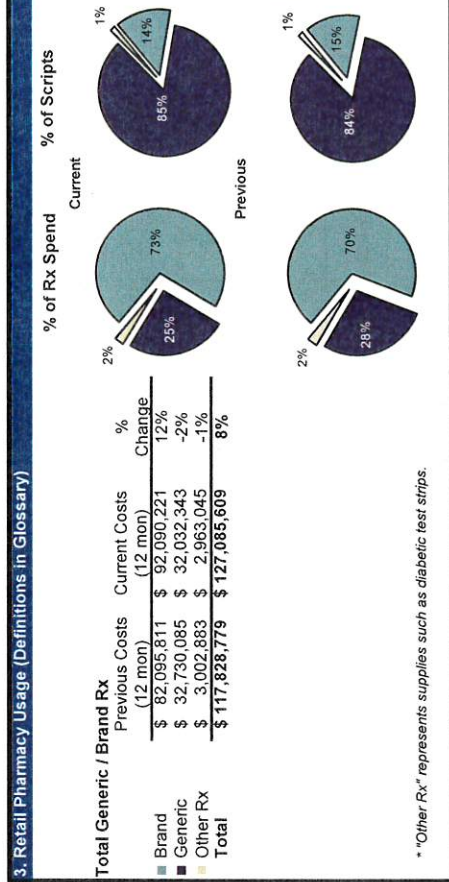 3. Retail Pharmacy Usage (Definitions in Glossary)
% of Rx Spend % of Scripts
Total Generic / Brand Rx
Previous Costs Current Costs %
(12 mon) (12 mon) Change
Brand $ 82,095,811 $ 92,090,221 12%
Generic $ 32,730,085 $ 32,032,343 -2%
Other Rx $ 3,002,883 $ 2,963,045 -1%
Total $ 117,828,779 $ 127,085,609 8%
Current
2% 25% 73%
1% 14% 85%
Previous
2% 28% 70%
1% 15% 84%
* "Other Rx" represents supplies such as diabetic test strips.